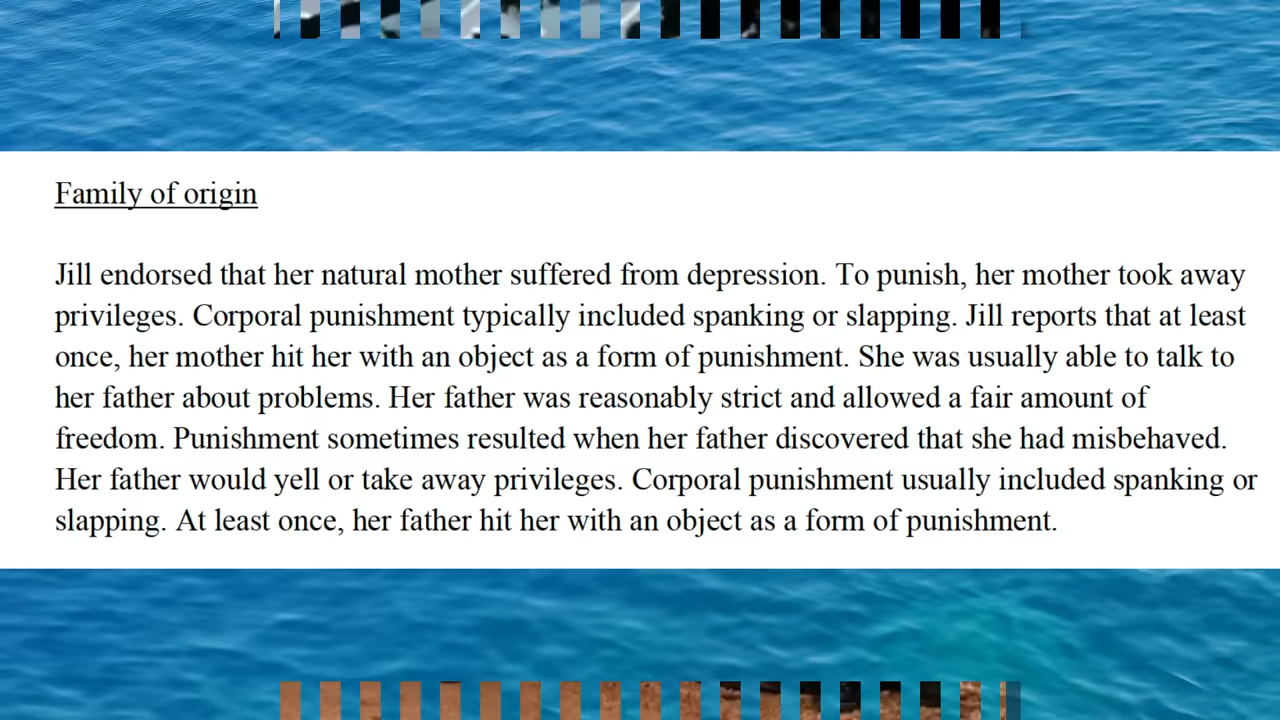 Family of origin
Jill endorsed that her natural mother suffered from depression. To punish, her mother took away
privileges. Corporal punishment typically included spanking or slapping. Jill reports that at least
once, her mother hit her with an object as a form of punishment. She was usually able to talk to
her father about problems. Her father was reasonably strict and allowed a fair amount of
freedom. Punishment sometimes resulted when her father discovered that she had misbehaved.
Her father would yell or take away privileges. Corporal punishment usually included spanking or
slapping. At least once, her father hit her with an object as a form of punishment.